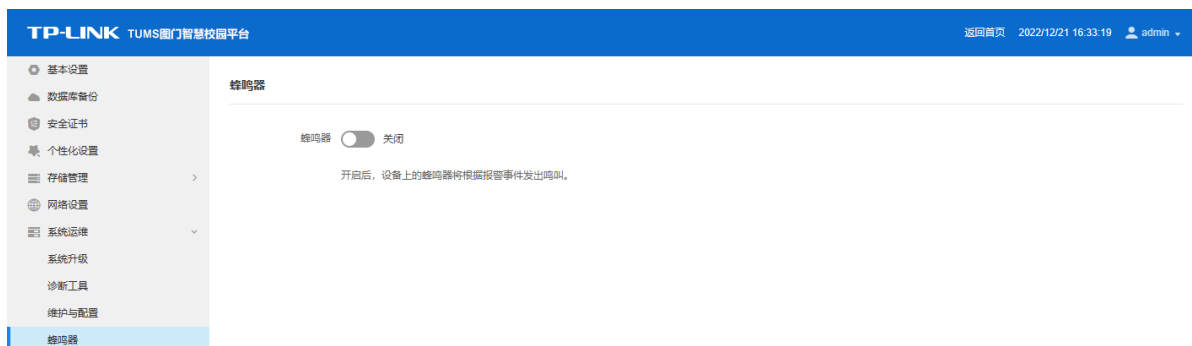 TP-LINK TUMS图门智慧校园平台 返回首页 2022/12/21 16:33:19 admin
基本设置
数据库备份
安全证书
个性化设置
存储管理
网络设置
系统运维
系统升级
诊断工具
维护与配置
蜂鸣器
蜂鸣器
蜂鸣器 关闭
开启后，设备上的蜂鸣器将根据报警事件发出鸣叫。